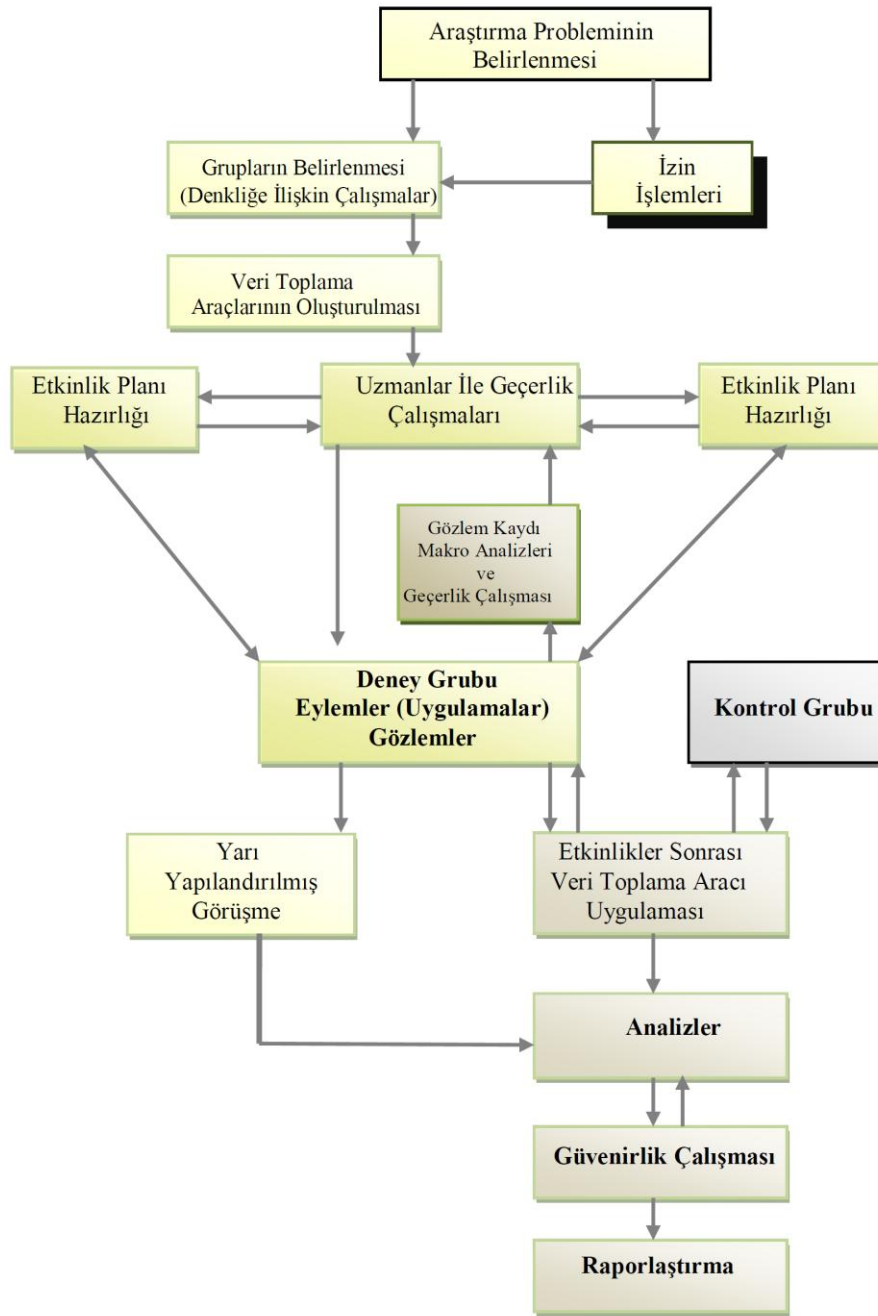 Araştırma Probleminin
Belirlenmesi
Grupların Belirlenmesi
(Denkliğe İlişkin Çalışmalar)
İzin
İşlemleri
Veri Toplama
Araçlarının Oluşturulması
Etkinlik Planı
Hazırlığı
Uzmanlar İle Geçerlik
Çalışmaları
Etkinlik Planı
Hazırlığı
Gözlem Kaydı
Makro Analizleri
ve
Geçerlik Çalışması
Deney Grubu
Eylemler (Uygulamalar)
Gözlemler
Kontrol Grubu
Yarı
Yapılandırılmış
Görüşme
Etkinlikler Sonrası
Veri Toplama Aracı
Uygulaması
Analizler
Güvenirlik Çalışması
Raporlaştırma